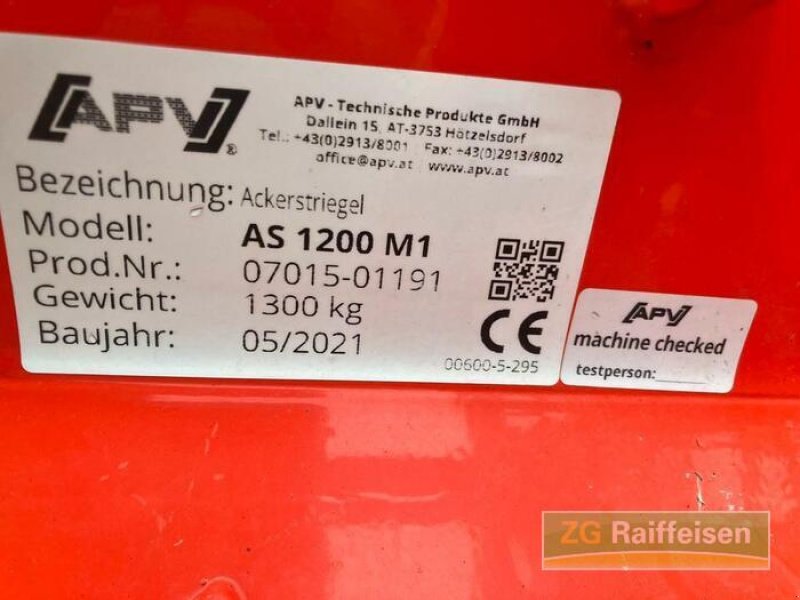 APV®
APV - Technische Produkte GmbH
Dallein 15, AT-3753 Hötzelsdorf
Tel.: +43(0)2913/8001 Fax: +43(0)2913/8002
office@apv.at www.apv.at
Bezeichnung: Ackerstriegel
Modell: AS 1200 M1
Prod.Nr.: 07015-01191
Gewicht: 1300 kg
Baujahr: 05/2021
CE
00600-5-295
APV
machine checked
testperson:______
ZG Raiffeisen